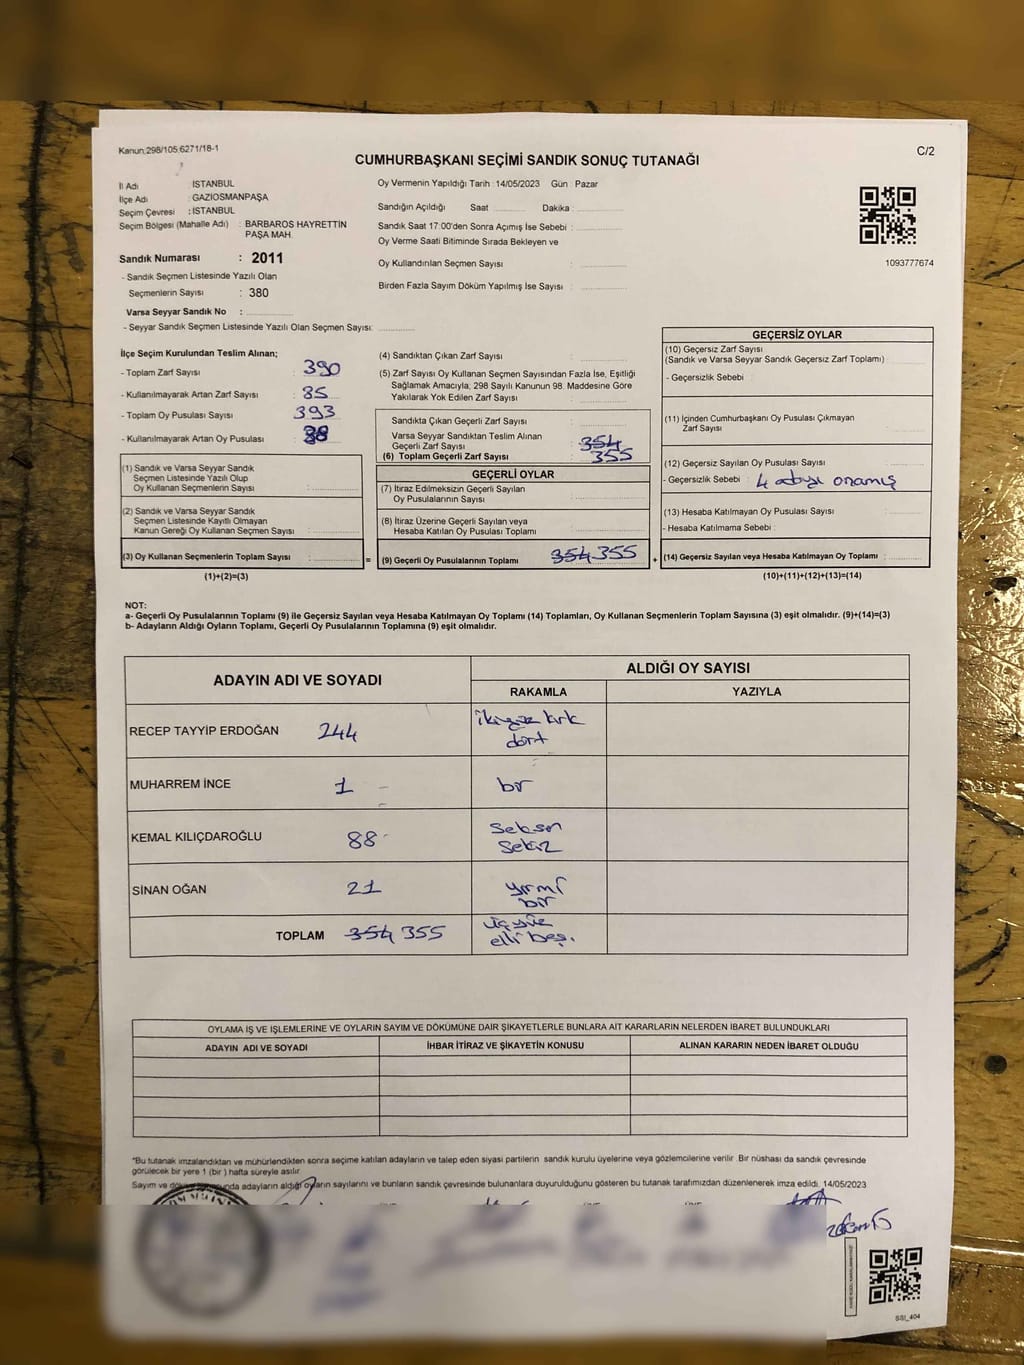 Kanun:298/105;6271/18-1
C/2
CUMHURBAŞKANI SEÇİMİ SANDIK SONUÇ TUTANAĞI
İl Adı : İSTANBUL
İlçe Adı : GAZİOSMANPAŞA
Seçim Çevresi : İSTANBUL
Seçim Bölgesi (Mahalle Adı) : BARBAROS HAYRETTİN
PAŞA MAH.
Sandık Numarası : 2011
- Sandık Seçmen Listesinde Yazılı Olan
Seçmenlerin Sayısı : 380
Varsa Seyyar Sandık No :
- Seyyar Sandık Seçmen Listesinde Yazılı Olan Seçmen Sayısı:
Oy Vermenin Yapıldığı Tarih : 14/05/2023 Gün : Pazar
Sandığın Açıldığı Saat Dakika :
Sandık Saat 17:00'den Sonra Açımış İse Sebebi :
Oy Verme Saati Bitiminde Sırada Bekleyen ve
Oy Kullandırılan Seçmen Sayısı :
Birden Fazla Sayım Döküm Yapılmış İse Sayısı :
1093777674
İlçe Seçim Kurulundan Teslim Alınan;
- Toplam Zarf Sayısı : 390
- Kullanılmayarak Artan Zarf Sayısı : 35
- Toplam Oy Pusulası Sayısı : 393
- Kullanılmayarak Artan Oy Pusulası :
(1) Sandık ve Varsa Seyyar Sandık
Seçmen Listesinde Yazılı Olup
Oy Kullanan Seçmenlerin Sayısı :
(2) Sandık ve Varsa Seyyar Sandık
Seçmen Listesinde Kayıtlı Olmayan
Kanun Gereği Oy Kullanan Seçmen Sayısı :
(3) Oy Kullanan Seçmenlerin Toplam Sayısı :
(1)+(2)=(3)
=
(4) Sandıktan Çıkan Zarf Sayısı :
(5) Zarf Sayısı Oy Kullanan Seçmen Sayısından Fazla İse, Eşitliği
Sağlamak Amacıyla, 298 Sayılı Kanunun 98. Maddesine Göre
Yakılarak Yok Edilen Zarf Sayısı :
Sandıkta Çıkan Geçerli Zarf Sayısı :
Varsa Seyyar Sandıktan Teslim Alınan
Geçerli Zarf Sayısı : 354
(6) Toplam Geçerli Zarf Sayısı : 355
GEÇERLİ OYLAR
(7) İtiraz Edilmeksizin Geçerli Sayılan
Oy Pusulalarının Sayısı :
(8) İtiraz Üzerine Geçerli Sayılan veya
Hesaba Katılan Oy Pusulası Toplamı :
(9) Geçerli Oy Pusulalarının Toplamı 354 355
+
GEÇERSİZ OYLAR
(10) Geçersiz Zarf Sayısı
(Sandık ve Varsa Seyyar Sandık Geçersiz Zarf Toplamı) :
- Geçersizlik Sebebi :
(11) İçinden Cumhurbaşkanı Oy Pusulası Çıkmayan
Zarf Sayısı :
(12) Geçersiz Sayılan Oy Pusulası Sayısı :
- Geçersizlik Sebebi :
(13) Hesaba Katılmayan Oy Pusulası Sayısı :
- Hesaba Katılmama Sebebi :
(14) Geçersiz Sayılan veya Hesaba Katılmayan Oy Toplamı :
(10)+(11)+(12)+(13)=(14)
NOT:
a- Geçerli Oy Pusulalarının Toplamı (9) ile Geçersiz Sayılan veya Hesaba Katılmayan Oy Toplamı (14) Toplamları, Oy Kullanan Seçmenlerin Toplam Sayısına (3) eşit olmalıdır. (9)+(14)=(3)
b- Adayların Aldığı Oyların Toplamı, Geçerli Oy Pusulalarının Toplamına (9) eşit olmalıdır.
ADAYIN ADI VE SOYADI
ALDIĞI OY SAYISI
RAKAMLA YAZIYLA
RECEP TAYYİP ERDOĞAN 244 ikiyüz kırk
dört
MUHARREM İNCE 1 bir
KEMAL KILIÇDAROĞLU 88 Seksen
Sekiz
SİNAN OĞAN 21 yirmi
bir
TOPLAM 354 355 üçyüz
elli beş.
OYLAMA İŞ VE İŞLEMLERİNE VE OYLARIN SAYIM VE DÖKÜMÜNE DAİR ŞİKAYETLERLE BUNLARA AİT KARARLARIN NELERDEN İBARET BULUNDUKLARI
ADAYIN ADI VE SOYADI İHBAR İTİRAZ VE ŞİKAYETİN KONUSU ALINAN KARARIN NEDEN İBARET OLDUĞU
*Bu tutanak imzalandıktan ve mühürlendikten sonra seçime katılan adayların ve talep eden siyasi partilerin sandık kurulu üyelerine veya gözlemcilerine verilir .Bir nüshası da sandık çevresinde
görülecek bir yere 1 (bir ) hafta süreyle asılır.
Sayım ve adayların aldığı oyların sayılarını ve bunların sandık çevresinde bulunanlara duyurulduğunu gösteren bu tutanak tarafımızdan düzenlenerek imza edildi. 14/05/2023
SSI_404